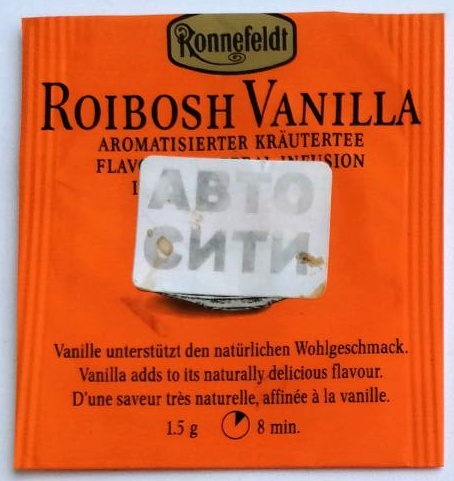 Ronnefeldt
ROIBOSH VANILLA
AROMATISIERTER KRÄUTERTEE
АВТО
СИТИ
Vanille unterstützt den natürlichen Wohlgeschmack.
Vanilla adds to its naturally delicious flavour.
D'une saveur très naturelle, affinée à la vanille.
1.5 g 8 min.